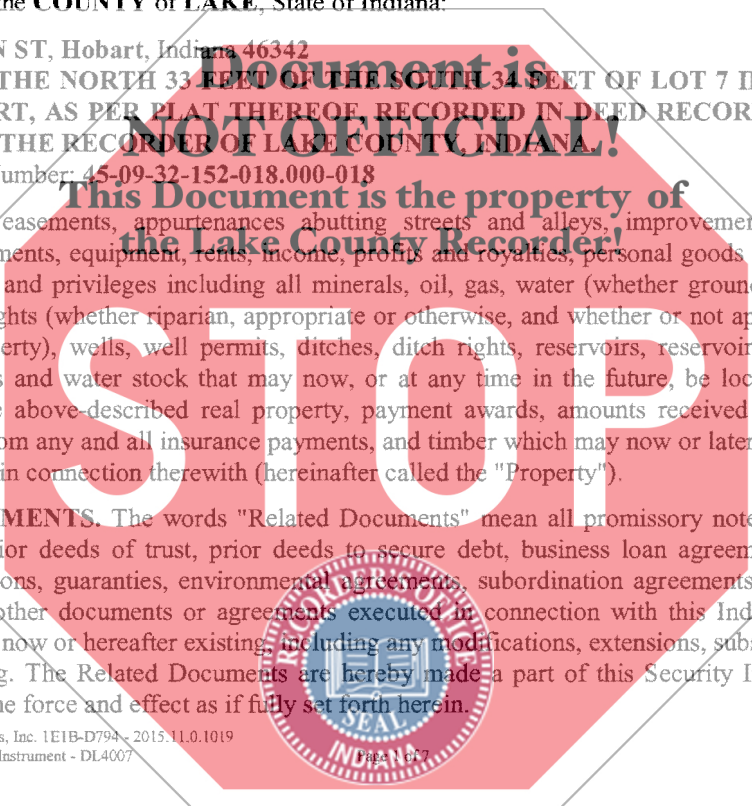 the COUNTY of LAKE, State of Indiana:
N ST, Hobart, Indiana 46342
THE NORTH 33 FEET OF THE SOUTH 34 FEET OF LOT 7 I
RT, AS PER PLAT THEREOF, RECORDED IN DEED RECOR
THE RECORDER OF LAKE COUNTY, INDIANA.
umber: 45-09-32-152-018.000-018
Document is
NOT OFFICIAL!
This Document is the property of
the Lake County Recorder!
easements, appurtenances abutting streets and alleys, improvemen
ments, equipment, rents, income, profits and royalties, personal goods
and privileges including all minerals, oil, gas, water (whether groun
ghts (whether riparian, appropriate or otherwise, and whether or not ap
erty), wells, well permits, ditches, ditch rights, reservoirs, reservoir
s and water stock that may now, or at any time in the future, be loc
e above-described real property, payment awards, amounts received
om any and all insurance payments, and timber which may now or later
in connection therewith (hereinafter called the "Property").
STOP
MENTS. The words "Related Documents" mean all promissory note
ior deeds of trust, prior deeds to secure debt, business loan agreem
ons, guaranties, environmental agreements, subordination agreements
other documents or agreements executed in connection with this Ind
now or hereafter existing, including any modifications, extensions, subs
g. The Related Documents are hereby made a part of this Security I
ne force and effect as if fully set forth herein.
RECORDER'S OFFICE
SEAL
INDIANA
s, Inc. 1E1B-D794 - 2015.11.0.1019
Instrument - DL4007
Page 1 of 7